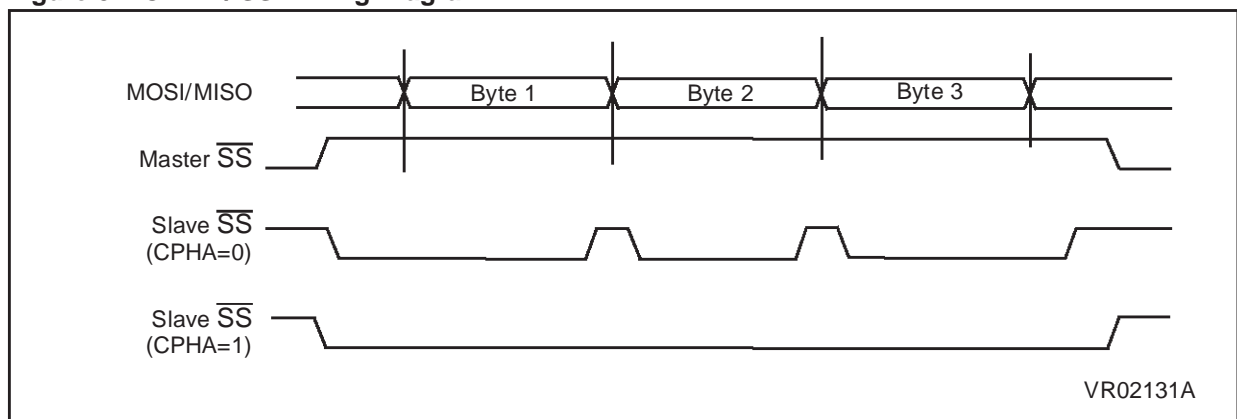 MOSI/MISO
Byte 1
Byte 2
Byte 3
Master SS
Slave SS
(CPHA=0)
Slave SS
(CPHA=1)
VR02131A